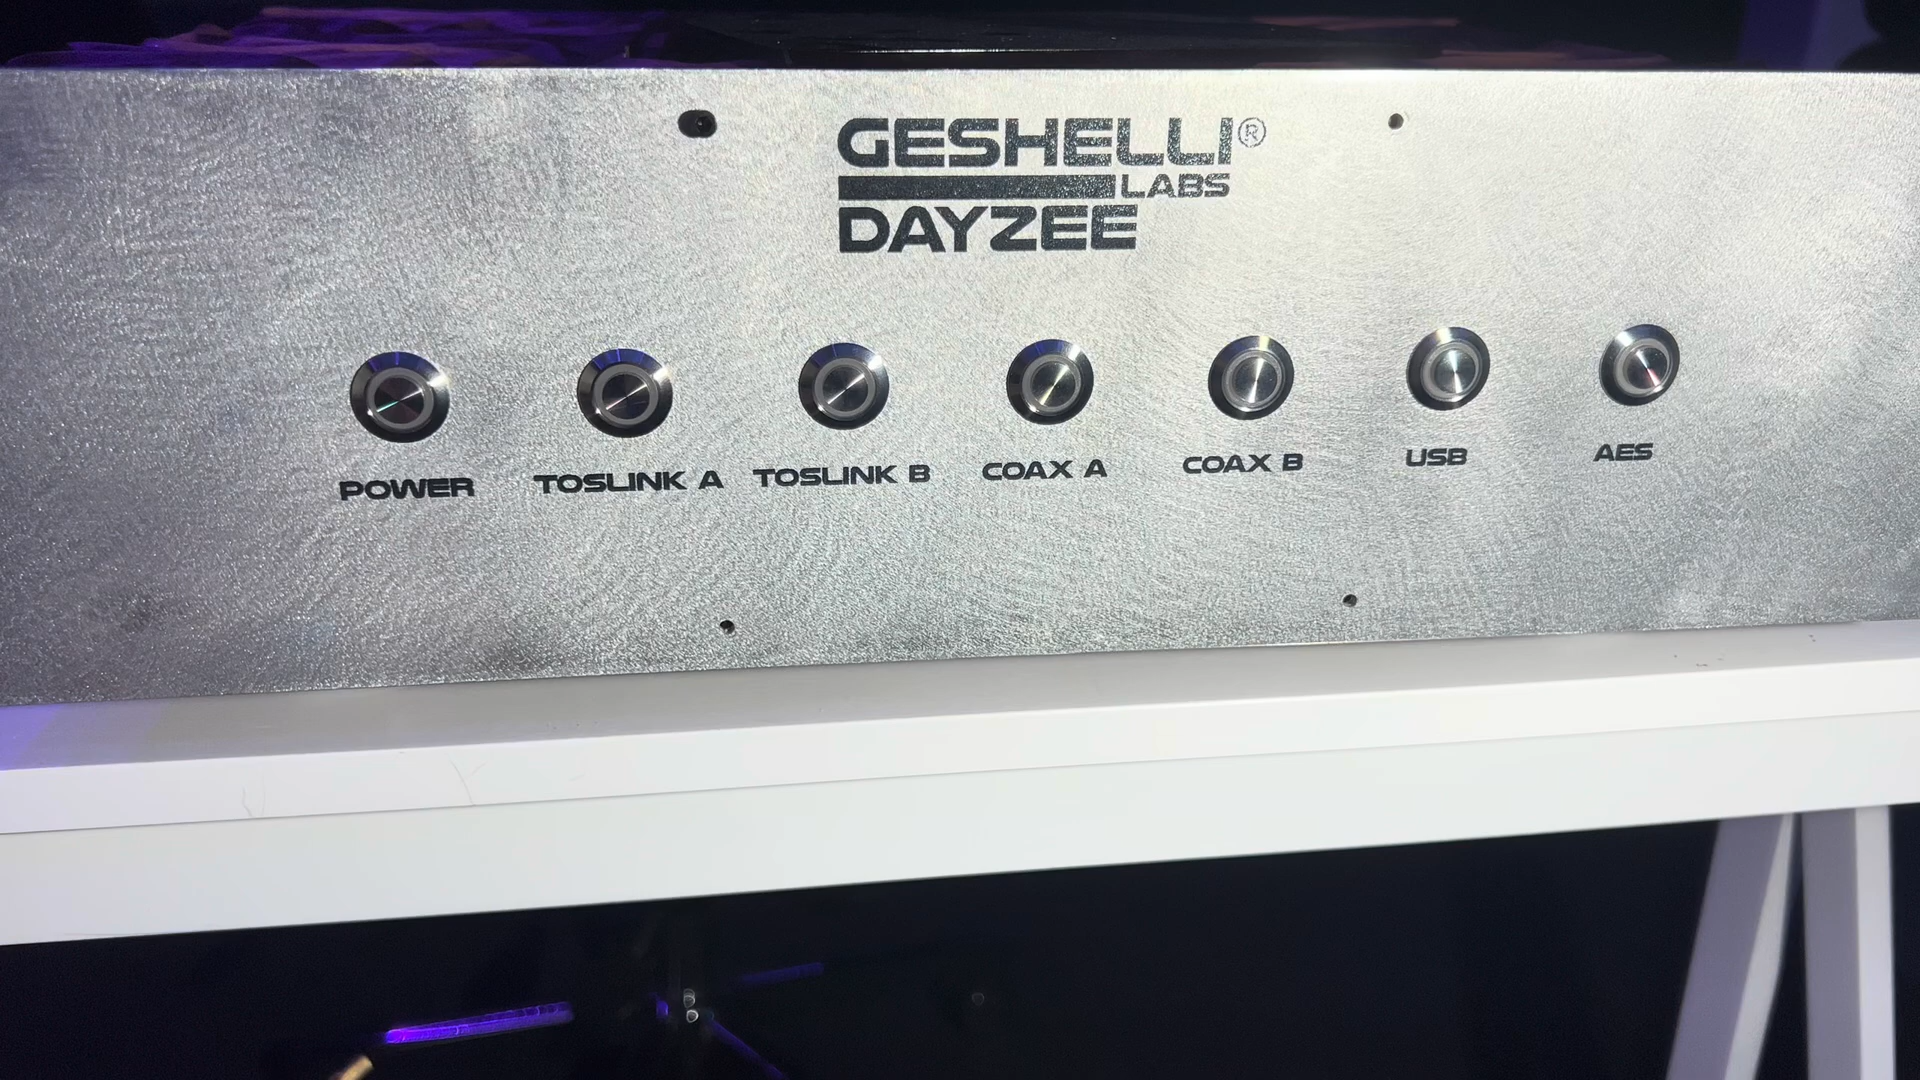 GESHELLI®
LABS
DAYZEE
POWER TOSLINK A TOSLINK B COAX A COAX B USB AES